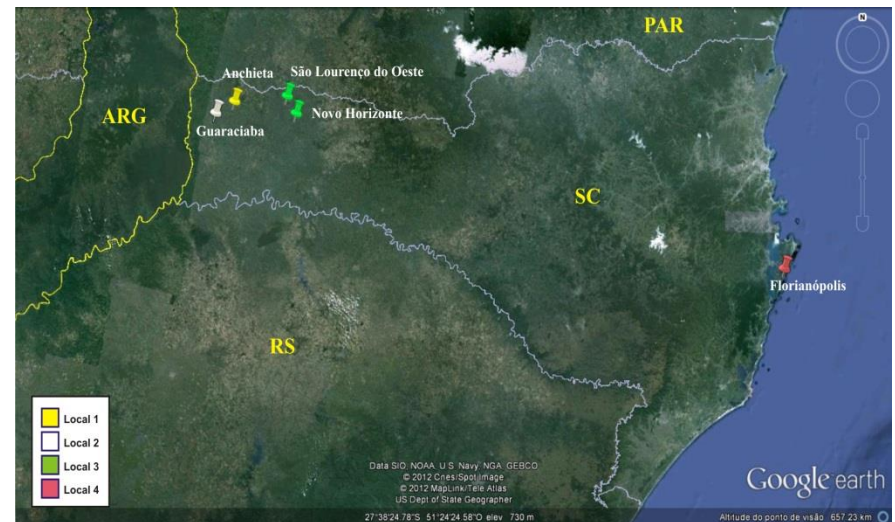 N
PAR
São Lourenço do Oeste
Anchieta
ARG
Novo Horizonte
Guaraciaba
SC
Florianópolis
RS
Local 1
Local 2
Local 3
Local 4
Data SIO, NOAA, U.S. Navy, NGA, GEBCO
© 2012 Cnes/Spot Image
© 2012 MapLink/Tele Atlas
US Dept of State Geographer
Google earth
27°38'24.78"S 51°24'24.58"O elev 730 m
Altitude do ponto de visão 657.23 km